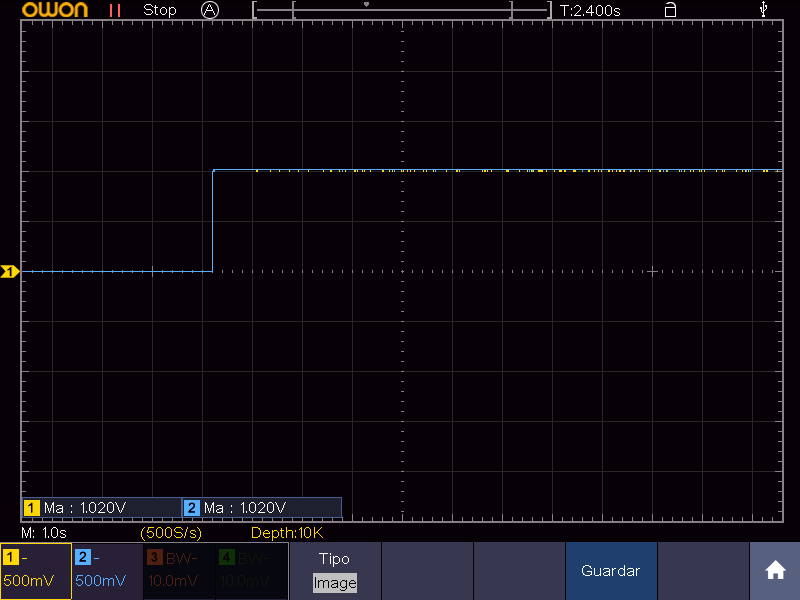 OWON Stop A T:2.400s
1
1 Ma : 1.020V 2 Ma : 1.020V
M: 1.0s (500S/s) Depth:10K
1 - 2 - 3 BW- 4 BW- Tipo
500mV 500mV 10.0mV 10.0mV Image
Guardar